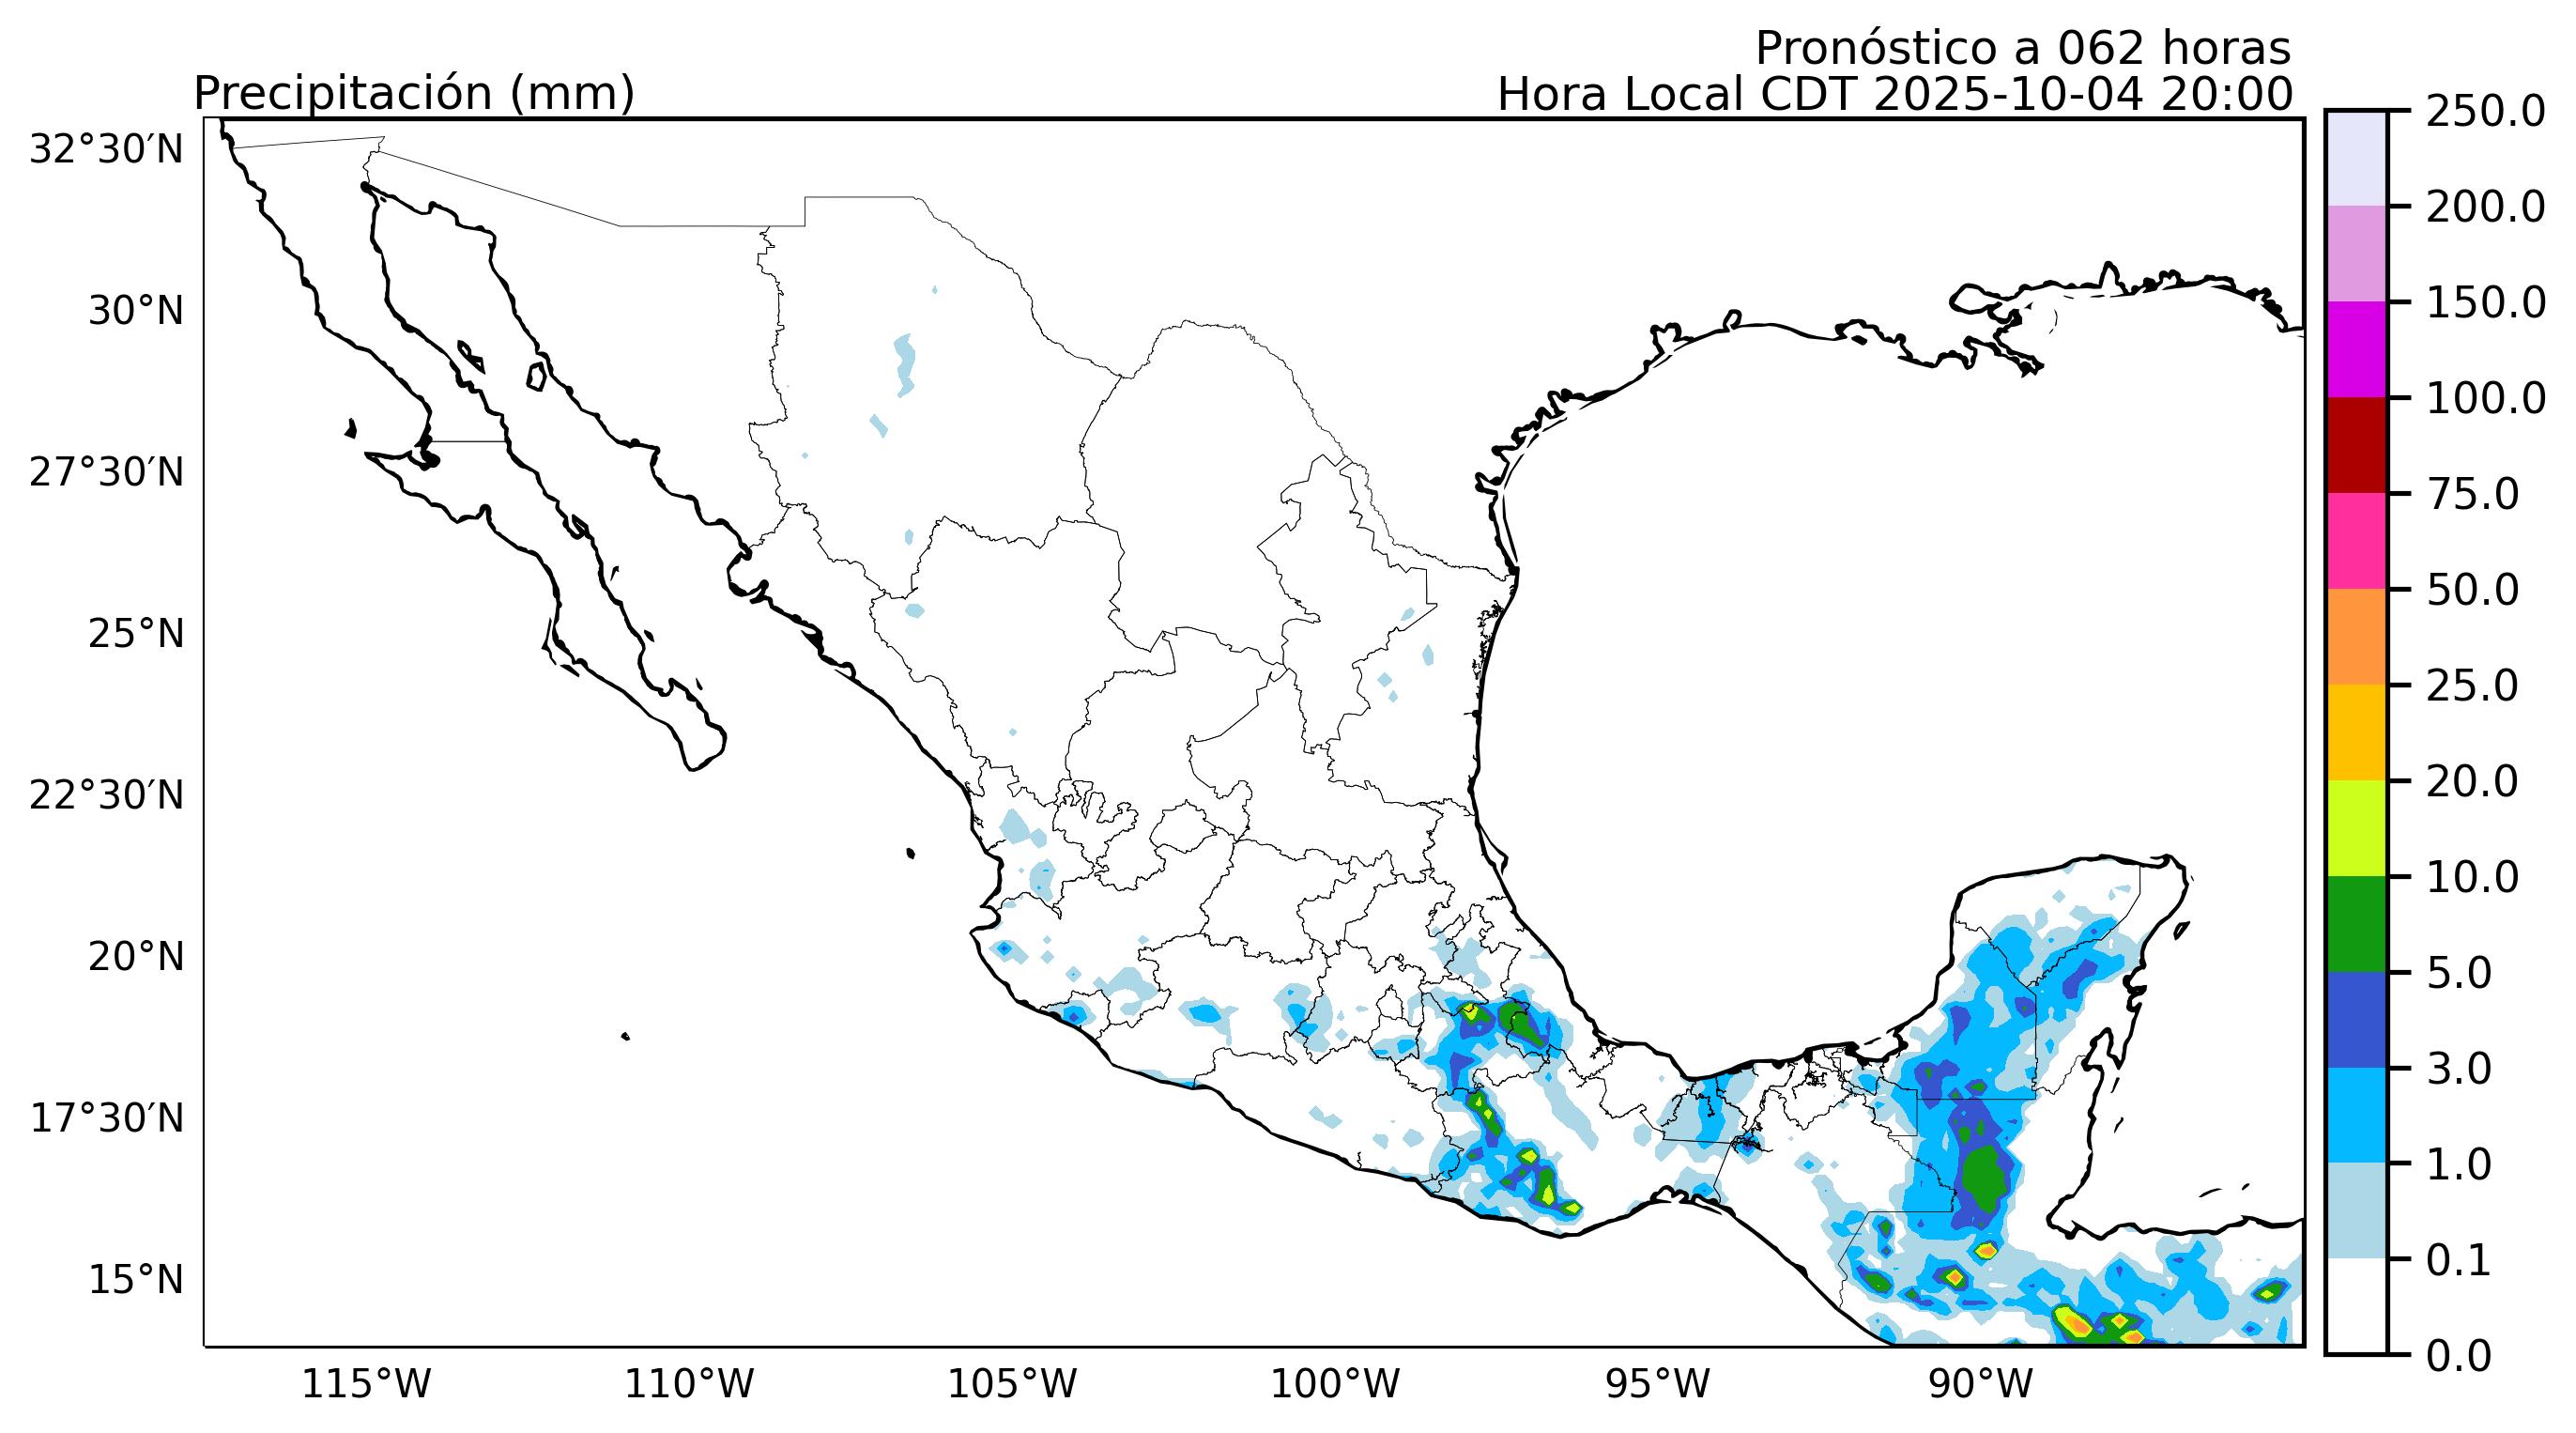 Pronóstico a 062 horas
Precipitación (mm)
Hora Local CDT 2025-10-04 20:00
32°30′N
30°N
27°30′N
25°N
22°30′N
20°N
17°30′N
15°N
115°W
110°W
105°W
100°W
95°W
90°W
250.0
200.0
150.0
100.0
75.0
50.0
25.0
20.0
10.0
5.0
3.0
1.0
0.1
0.0